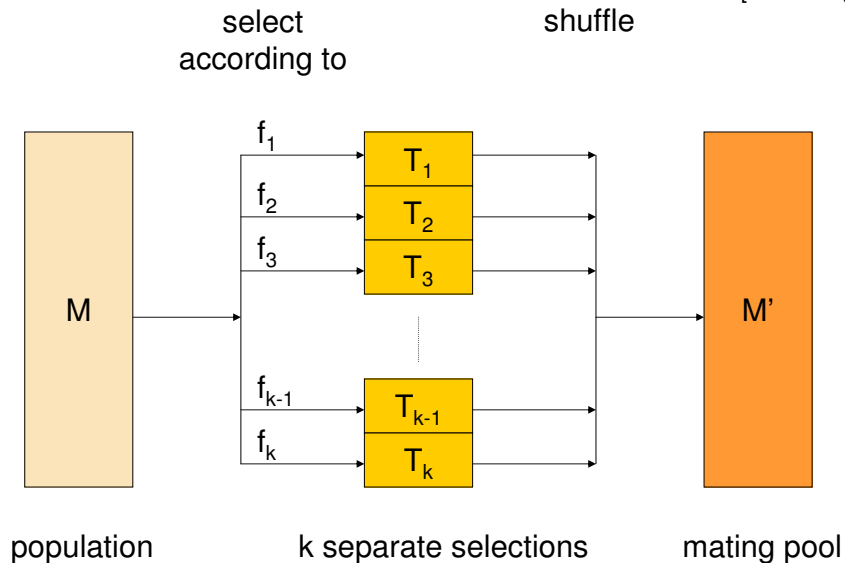 select
according to
shuffle
f₁
T₁
f₂
T₂
f₃
T₃
M
M'
fₖ₋₁
Tₖ₋₁
fₖ
Tₖ
population
k separate selections
mating pool